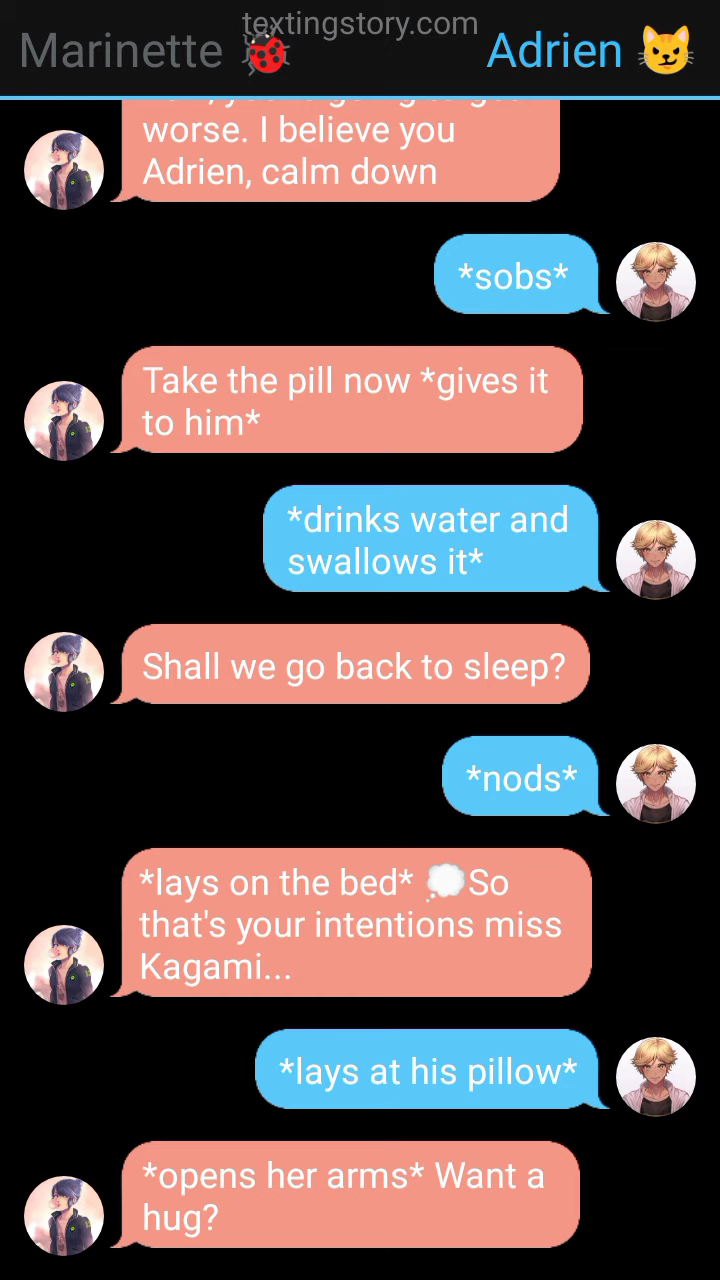 textingstory.com
Marinette 🐞 Adrien 😼
worse. I believe you
Adrien, calm down
*sobs*
Take the pill now *gives it
to him*
*drinks water and
swallows it*
Shall we go back to sleep?
*nods*
*lays on the bed* 💭So
that's your intentions miss
Kagami...
*lays at his pillow*
*opens her arms* Want a
hug?